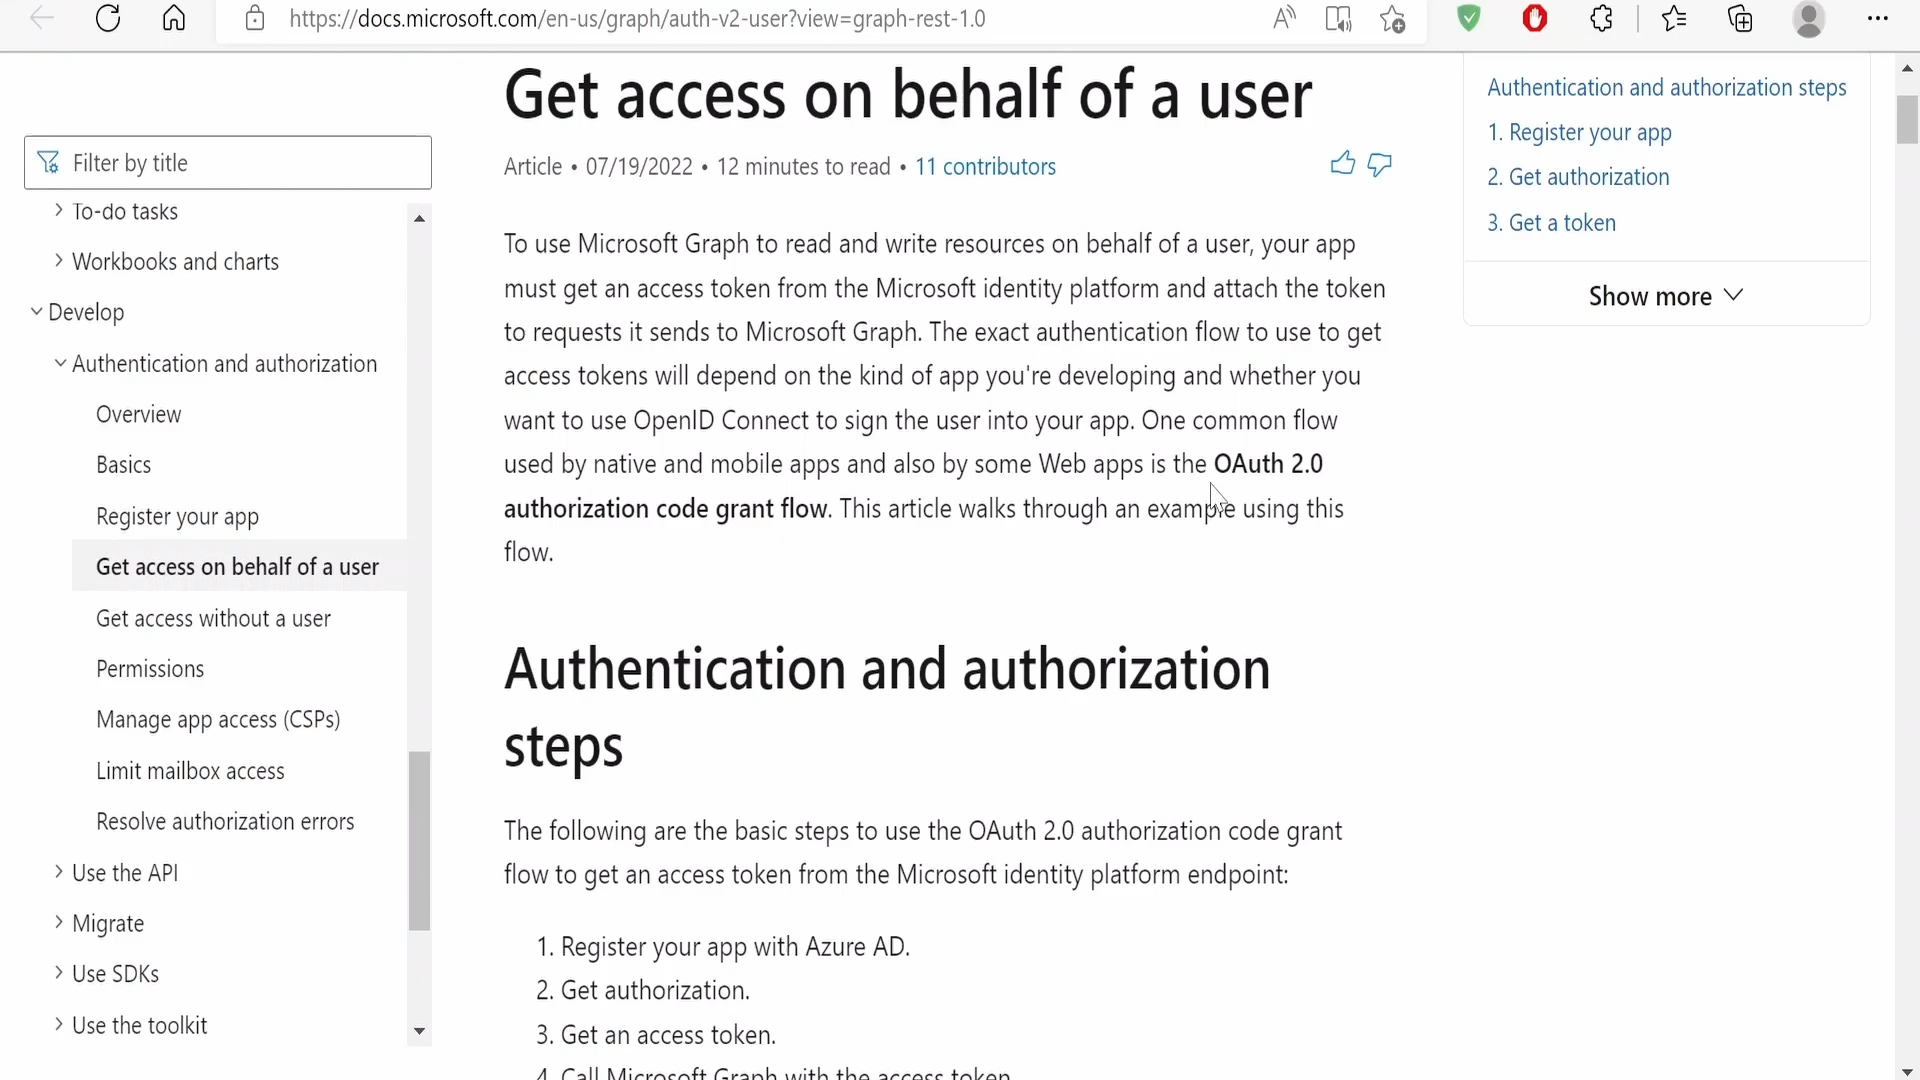 https://docs.microsoft.com/en-us/graph/auth-v2-user?view=graph-rest-1.0
Filter by title
To-do tasks
Workbooks and charts
Develop
Authentication and authorization
Overview
Basics
Register your app
Get access on behalf of a user
Get access without a user
Permissions
Manage app access (CSPs)
Limit mailbox access
Resolve authorization errors
Use the API
Migrate
Use SDKs
Use the toolkit
Get access on behalf of a user
Article • 07/19/2022 • 12 minutes to read • 11 contributors
To use Microsoft Graph to read and write resources on behalf of a user, your app
must get an access token from the Microsoft identity platform and attach the token
to requests it sends to Microsoft Graph. The exact authentication flow to use to get
access tokens will depend on the kind of app you're developing and whether you
want to use OpenID Connect to sign the user into your app. One common flow
used by native and mobile apps and also by some Web apps is the OAuth 2.0
authorization code grant flow. This article walks through an example using this
flow.
Authentication and authorization
steps
The following are the basic steps to use the OAuth 2.0 authorization code grant
flow to get an access token from the Microsoft identity platform endpoint:
1. Register your app with Azure AD.
2. Get authorization.
3. Get an access token.
4. Call Microsoft Graph with the access token.
Authentication and authorization steps
1. Register your app
2. Get authorization
3. Get a token
Show more